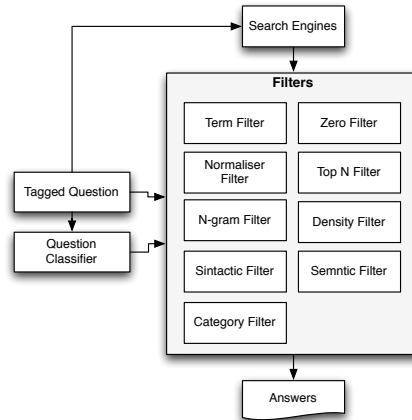 Search Engines
Filters
Term Filter
Zero Filter
Normaliser
Filter
Top N Filter
Tagged Question
N-gram Filter
Density Filter
Question
Classifier
Sintactic Filter
Semntic Filter
Category Filter
Answers